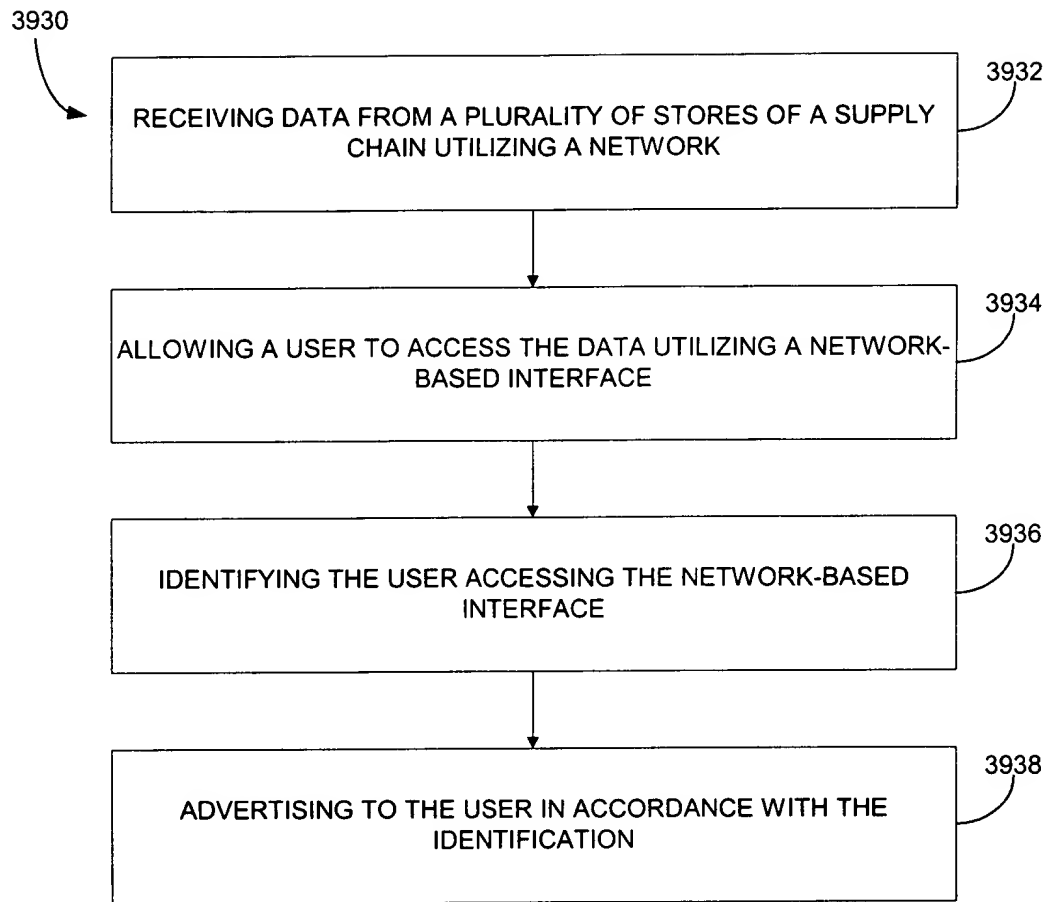 3930
3932
RECEIVING DATA FROM A PLURALITY OF STORES OF A SUPPLY
CHAIN UTILIZING A NETWORK
3934
ALLOWING A USER TO ACCESS THE DATA UTILIZING A NETWORK-
BASED INTERFACE
3936
IDENTIFYING THE USER ACCESSING THE NETWORK-BASED
INTERFACE
3938
ADVERTISING TO THE USER IN ACCORDANCE WITH THE
IDENTIFICATION